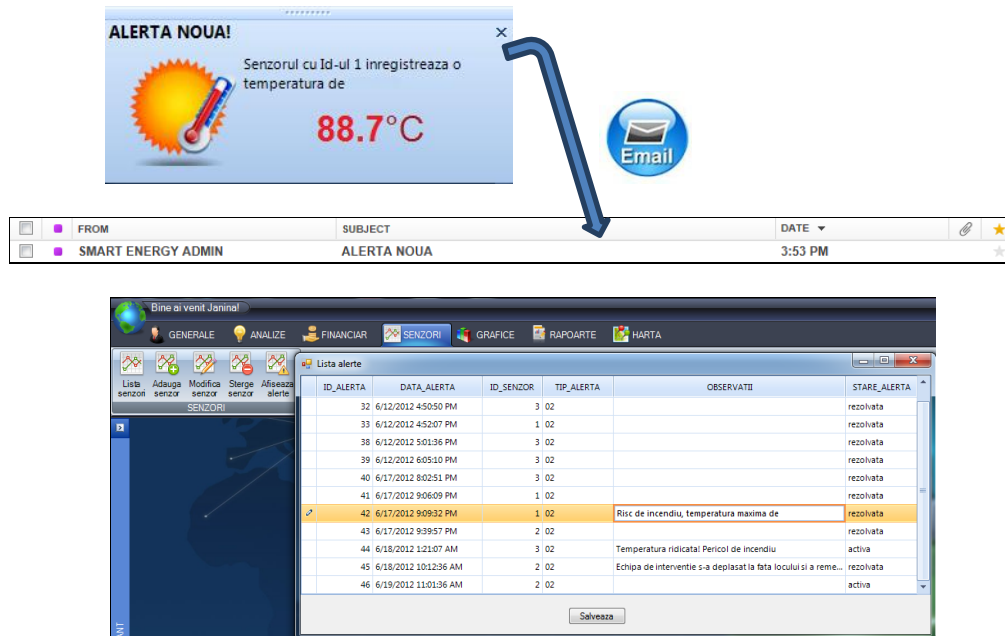 ALERTA NOUA!
Senzorul cu Id-ul 1 inregistreaza o
temperatura de
88.7°C
Email
FROM SUBJECT DATE
SMART ENERGY ADMIN ALERTA NOUA 3:53 PM
Bine ai venit Janina!
GENERALE ANALIZE FINANCIAR SENZORI GRAFICE RAPOARTE HARTA
Lista senzori
Adauga senzor
Modifica senzor
Sterge senzor
Afiseaza alerte
SENZORI
Lista alerte
ID_ALERTA DATA_ALERTA ID_SENZOR TIP_ALERTA OBSERVATII STARE_ALERTA
32 6/12/2012 4:50:50 PM 3 02 rezolvata
33 6/12/2012 4:52:07 PM 1 02 rezolvata
38 6/12/2012 5:01:36 PM 3 02 rezolvata
39 6/12/2012 6:05:10 PM 3 02 rezolvata
40 6/17/2012 8:02:51 PM 3 02 rezolvata
41 6/17/2012 9:06:09 PM 1 02 rezolvata
42 6/17/2012 9:09:32 PM 1 02 Risc de incendiu, temperatura maxima de rezolvata
43 6/17/2012 9:39:57 PM 2 02 rezolvata
44 6/18/2012 1:21:07 AM 3 02 Temperatura ridicata! Pericol de incendiu activa
45 6/18/2012 10:12:36 AM 2 02 Echipa de interventie s-a deplasat la fata locului si a reme... rezolvata
46 6/19/2012 11:01:36 AM 2 02 activa
Salveaza